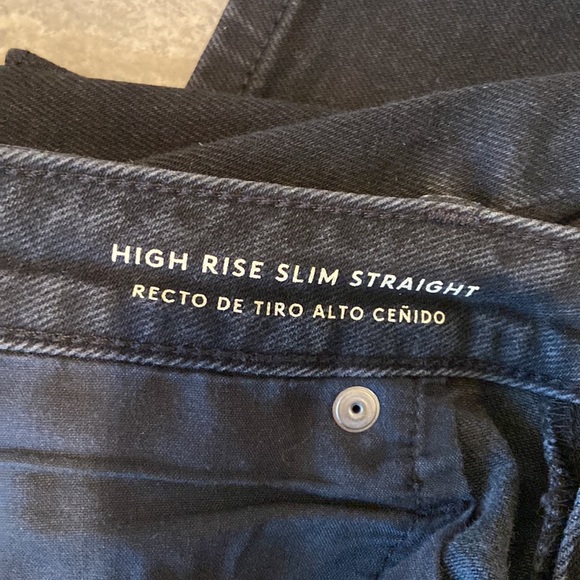 HIGH RISE SLIM STRAIGHT
RECTO DE TIRO ALTO CEÑIDO